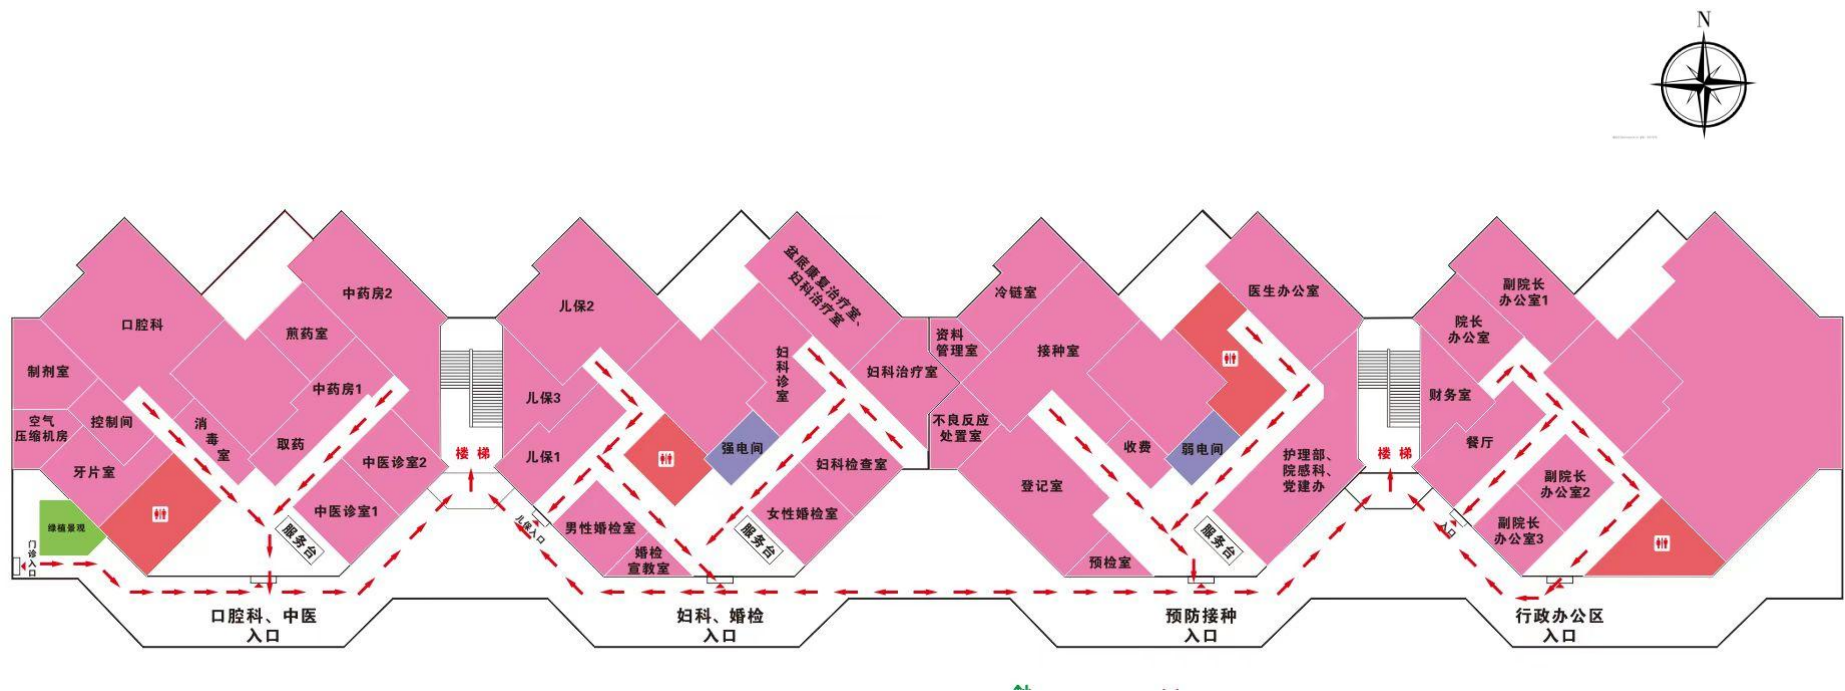 N
口腔科
制剂室
空气
压缩机房
控制间
牙片室
消
毒
室
取药
煎药室
中药房1
中药房2
中医诊室2
中医诊室1
服务台
绿植景观
门诊入口
口腔科、中医
入口
楼 梯
儿保2
儿保3
儿保1
儿保入口
男性婚检室
婚检
宣教室
强电间
盆底康复治疗室、
妇科治疗室
妇科诊室
妇科治疗室
妇科检查室
女性婚检室
服务台
妇科、婚检
入口
冷链室
资料
管理室
接种室
不良反应
处置室
登记室
收费
预检室
弱电间
医生办公室
护理部、
院感科、
党建办
服务台
预防接种
入口
楼 梯
副院长
办公室1
院长
办公室
财务室
餐厅
副院长
办公室2
副院长
办公室3
入口
行政办公区
入口